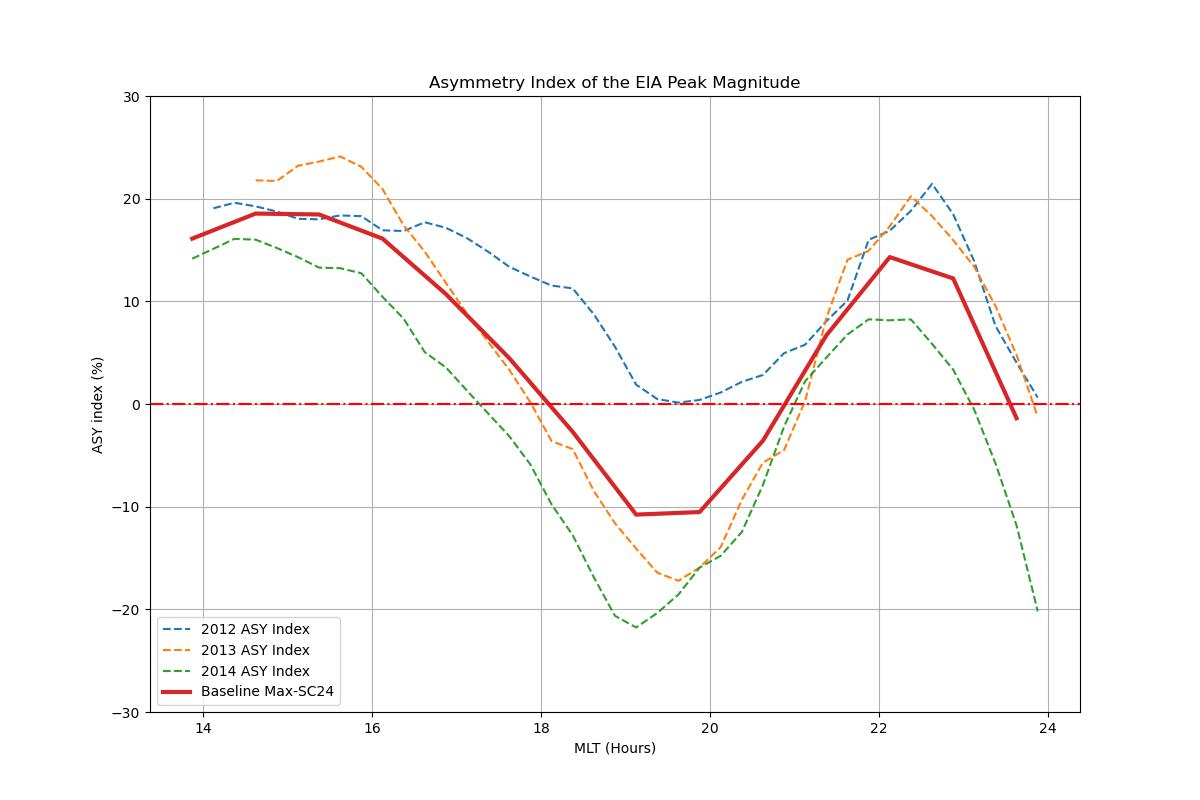 Asymmetry Index of the EIA Peak Magnitude
30
20
10
0
−10
−20
−30
ASY index (%)
2012 ASY Index
2013 ASY Index
2014 ASY Index
Baseline Max-SC24
14 16 18 20 22 24
MLT (Hours)